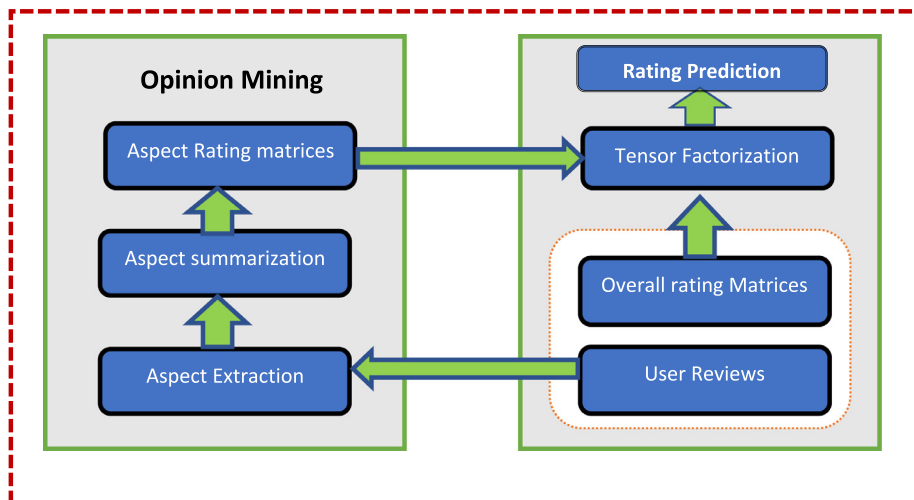 Opinion Mining
Aspect Rating matrices
Aspect summarization
Aspect Extraction
Rating Prediction
Tensor Factorization
Overall rating Matrices
User Reviews